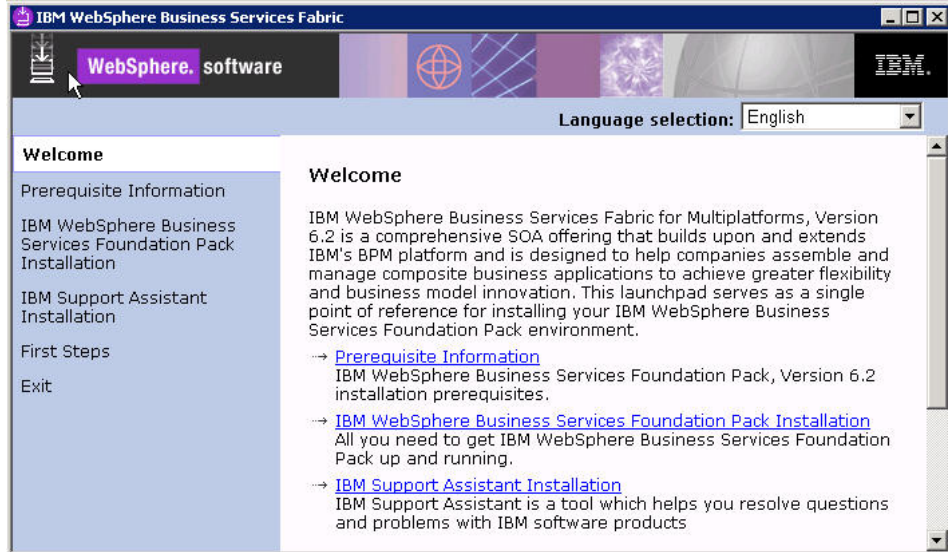 IBM WebSphere Business Services Fabric
WebSphere. software
IBM.
Language selection: English
Welcome
Prerequisite Information
IBM WebSphere Business
Services Foundation Pack
Installation
IBM Support Assistant
Installation
First Steps
Exit
Welcome
IBM WebSphere Business Services Fabric for Multiplatforms, Version
6.2 is a comprehensive SOA offering that builds upon and extends
IBM's BPM platform and is designed to help companies assemble and
manage composite business applications to achieve greater flexibility
and business model innovation. This launchpad serves as a single
point of reference for installing your IBM WebSphere Business
Services Foundation Pack environment.
Prerequisite Information
IBM WebSphere Business Services Foundation Pack, Version 6.2
installation prerequisites.
IBM WebSphere Business Services Foundation Pack Installation
All you need to get IBM WebSphere Business Services Foundation
Pack up and running.
IBM Support Assistant Installation
IBM Support Assistant is a tool which helps you resolve questions
and problems with IBM software products